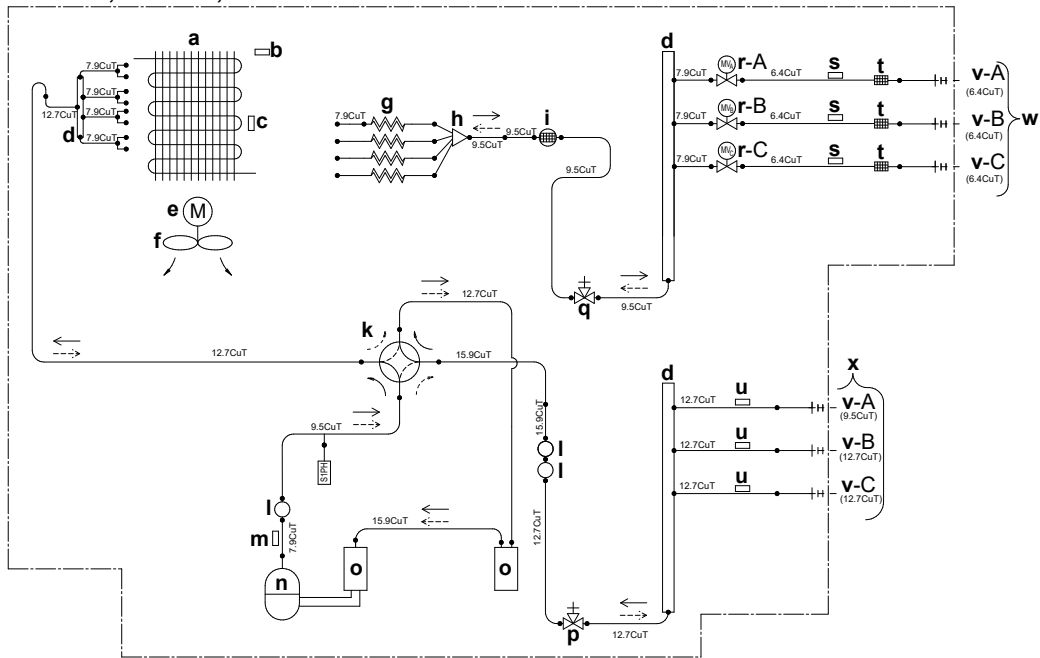 a
b
7.9CuT
7.9CuT
7.9CuT
7.9CuT
12.7CuT
d
c
e M
f
g
7.9CuT
h
9.5CuT
9.5CuT
i
9.5CuT
q
9.5CuT
d
7.9CuT
MVA
r-A
6.4CuT
s
t
v-A
(6.4CuT)
7.9CuT
MVB
r-B
6.4CuT
s
t
v-B
(6.4CuT)
w
7.9CuT
MVC
r-C
6.4CuT
s
t
v-C
(6.4CuT)
12.7CuT
k
12.7CuT
15.9CuT
15.9CuT
l
l
12.7CuT
9.5CuT
S1PH
l
m
7.9CuT
n
15.9CuT
o
o
p
12.7CuT
d
x
12.7CuT
u
v-A
(9.5CuT)
12.7CuT
u
v-B
(12.7CuT)
12.7CuT
u
v-C
(12.7CuT)